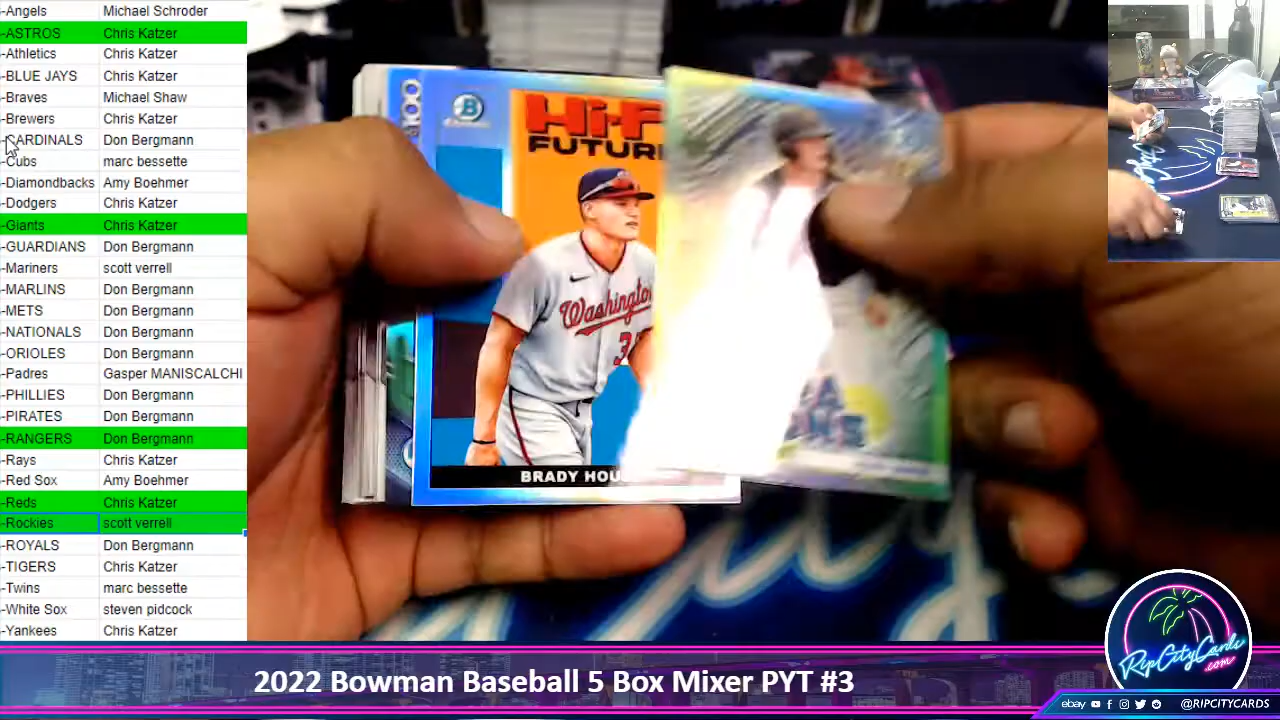 -Angels Michael Schroder
-ASTROS Chris Katzer
-Athletics Chris Katzer
-BLUE JAYS Chris Katzer
-Braves Michael Shaw
-Brewers Chris Katzer
CARDINALS Don Bergmann
-Cubs marc bessette
-Diamondbacks Amy Boehmer
-Dodgers Chris Katzer
-Giants Chris Katzer
-GUARDIANS Don Bergmann
-Mariners scott verrell
-MARLINS Don Bergmann
-METS Don Bergmann
-NATIONALS Don Bergmann
-ORIOLES Don Bergmann
-Padres Gasper MANISCALCHI
-PHILLIES Don Bergmann
-PIRATES Don Bergmann
-RANGERS Don Bergmann
-Rays Chris Katzer
-Red Sox Amy Boehmer
-Reds Chris Katzer
-Rockies scott verrell
-ROYALS Don Bergmann
-TIGERS Chris Katzer
-Twins marc bessette
-White Sox steven pidcock
-Yankees Chris Katzer
100
B
Hi-F
FUTUR
Washington
3
BRADY HOU
2022 Bowman Baseball 5 Box Mixer PYT #3
RipCityCards
.com
ebay @RIPCITYCARDS